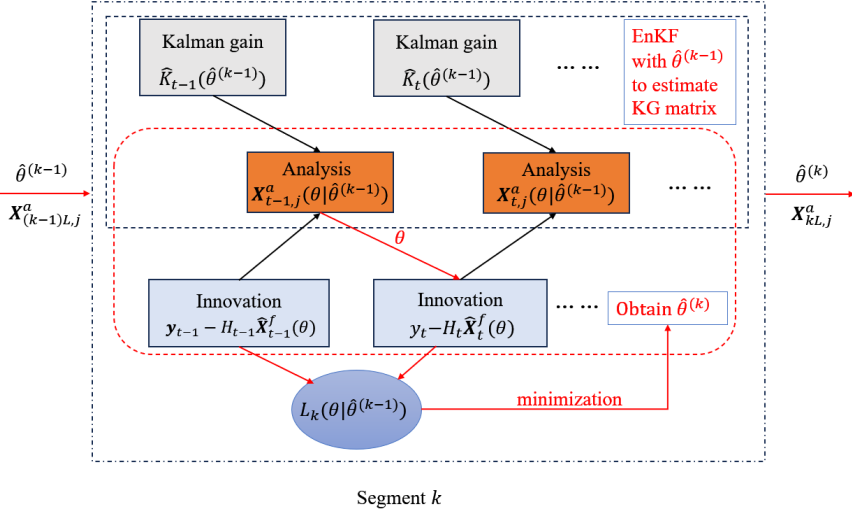 Kalman gain
K̂_{t−1}(θ̂^{(k−1)})
Kalman gain
K̂_t(θ̂^{(k−1)})
... ...
EnKF
with θ̂^{(k−1)}
to estimate
KG matrix
θ̂^{(k−1)}
X^a_{(k−1)L,j}
Analysis
X^a_{t−1,j}(θ|θ̂^{(k−1)})
Analysis
X^a_{t,j}(θ|θ̂^{(k−1)})
... ...
θ̂^{(k)}
X^a_{kL,j}
θ
Innovation
y_{t−1} − H_{t−1}X̂^f_{t−1}(θ)
Innovation
y_t−H_tX̂^f_t(θ)
... ...
Obtain θ̂^{(k)}
L_k(θ|θ̂^{(k−1)})
minimization
Segment k